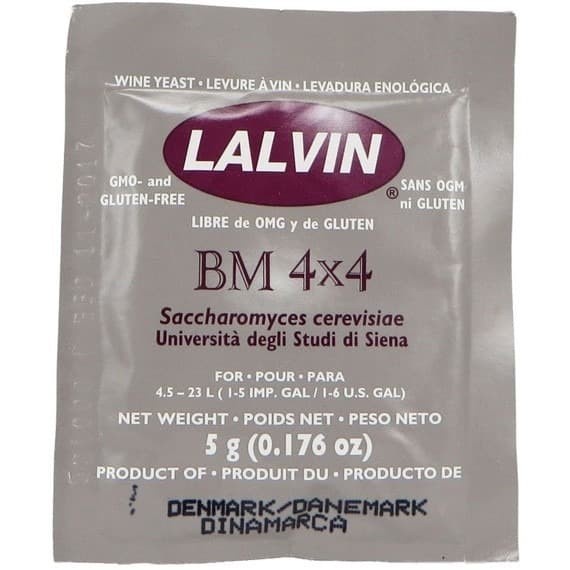 WINE YEAST • LEVURE À VIN • LEVADURA ENOLÓGICA
LALVIN®
GMO- and
GLUTEN-FREE
SANS OGM
ni GLUTEN
LIBRE de OMG y de GLUTEN
BM 4x4
Saccharomyces cerevisiae
Università degli Studi di Siena
FOR • POUR • PARA
4.5 – 23 L ( 1-5 IMP. GAL / 1-6 U.S. GAL)
NET WEIGHT • POIDS NET • PESO NETO
5 g (0.176 oz)
PRODUCT OF • PRODUIT DU • PRODUCTO DE
DENMARK/DANEMARK
DINAMARCA